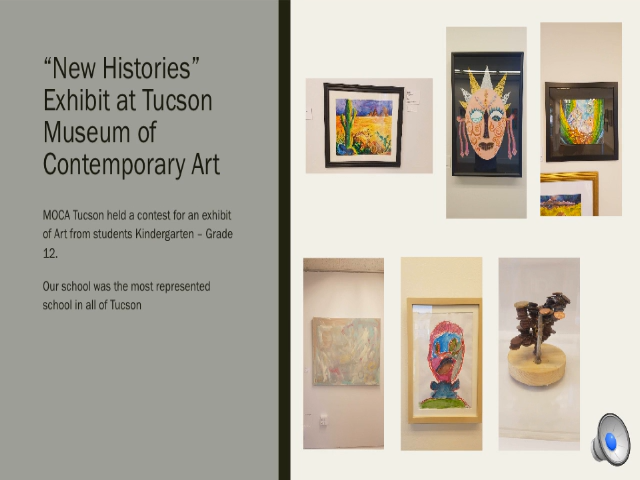 “New Histories”
Exhibit at Tucson
Museum of
Contemporary Art
MOCA Tucson held a contest for an exhibit
of Art from students Kindergarten – Grade
12.
Our school was the most represented
school in all of Tucson